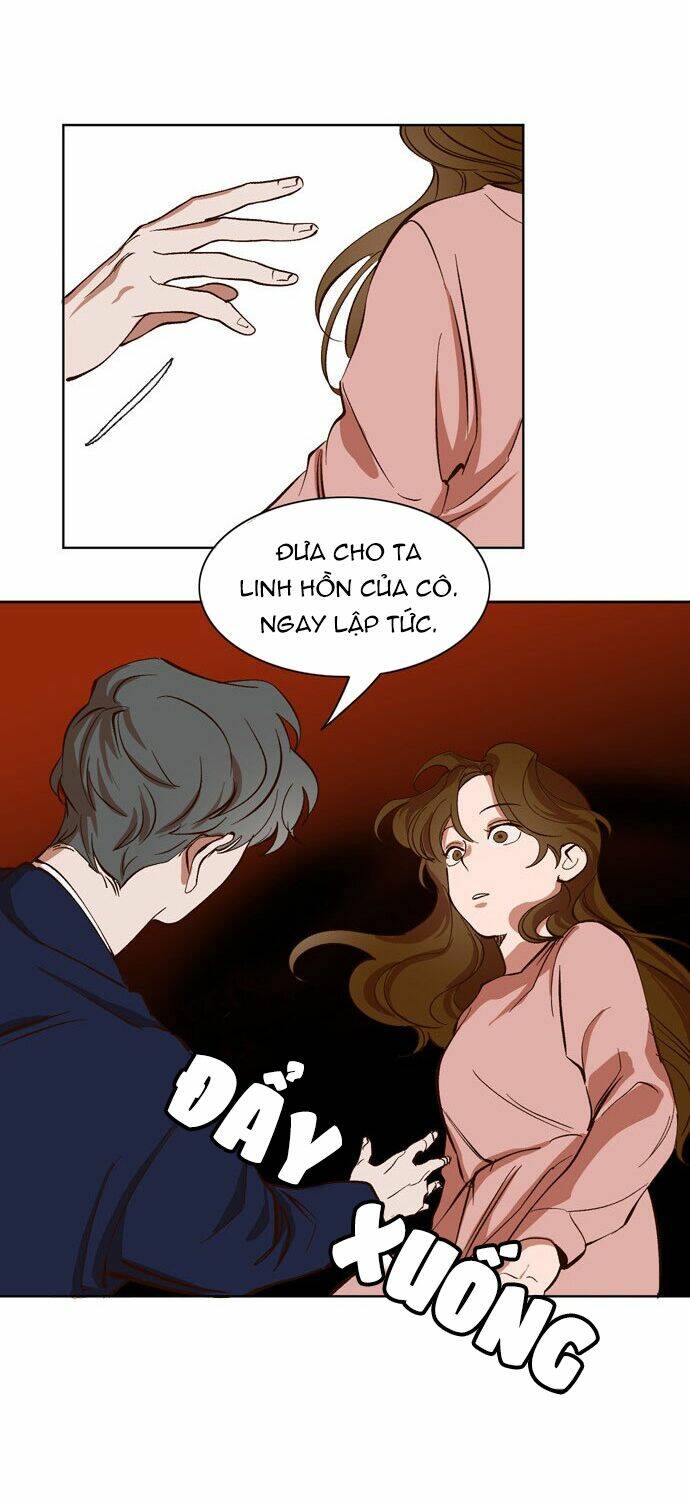 ĐƯA CHO TA
LINH HỒN CỦA CÔ.
NGAY LẬP TỨC.
ĐẨY
XUỐNG